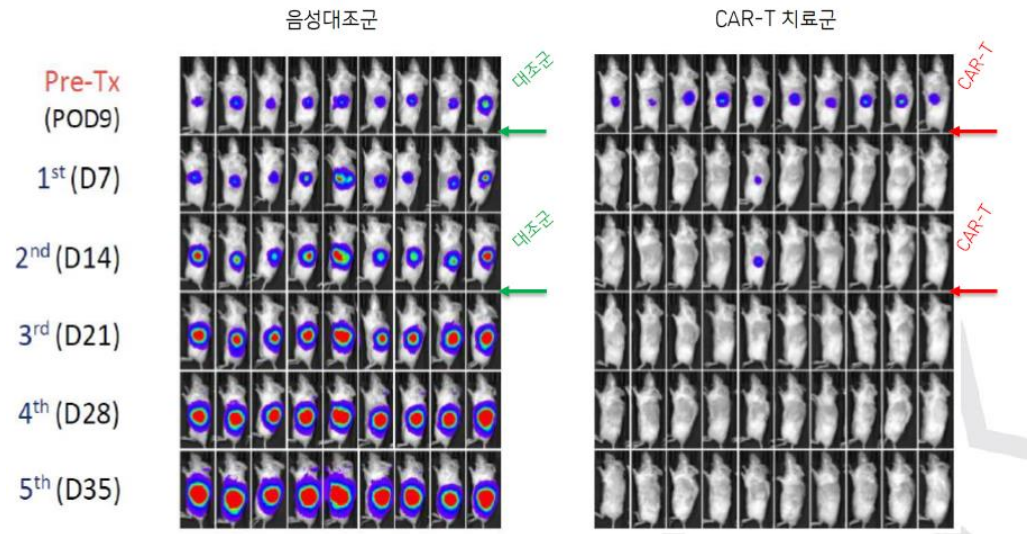 음성대조군
CAR-T 치료군
Pre-Tx
(POD9)
대조군
CAR-T
1st (D7)
2nd (D14)
대조군
CAR-T
3rd (D21)
4th (D28)
5th (D35)